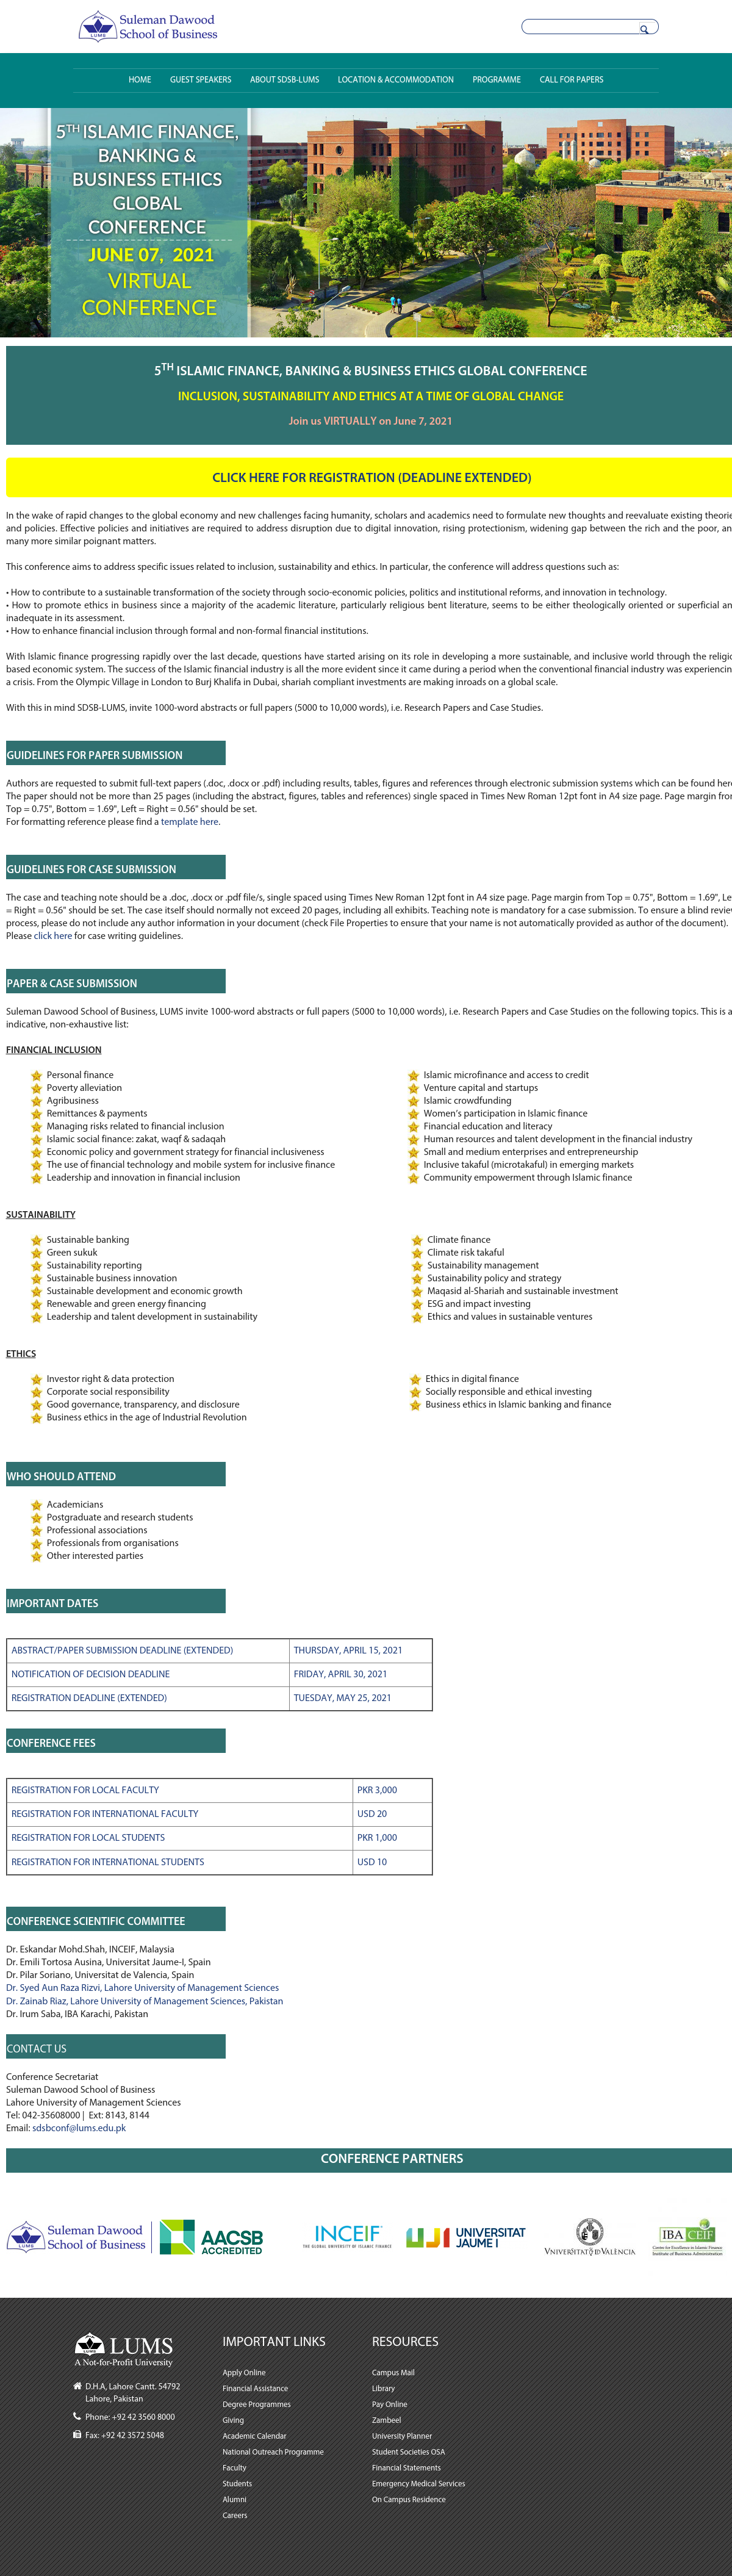 Suleman Dawood
School of Business
LUMS
HOME GUEST SPEAKERS ABOUT SDSB-LUMS LOCATION & ACCOMMODATION PROGRAMME CALL FOR PAPERS
5TH ISLAMIC FINANCE,
BANKING &
BUSINESS ETHICS
GLOBAL
CONFERENCE
JUNE 07, 2021
VIRTUAL
CONFERENCE
5TH ISLAMIC FINANCE, BANKING & BUSINESS ETHICS GLOBAL CONFERENCE
INCLUSION, SUSTAINABILITY AND ETHICS AT A TIME OF GLOBAL CHANGE
Join us VIRTUALLY on June 7, 2021
CLICK HERE FOR REGISTRATION (DEADLINE EXTENDED)
In the wake of rapid changes to the global economy and new challenges facing humanity, scholars and academics need to formulate new thoughts and reevaluate existing theorie
and policies. Effective policies and initiatives are required to address disruption due to digital innovation, rising protectionism, widening gap between the rich and the poor, an
many more similar poignant matters.
This conference aims to address specific issues related to inclusion, sustainability and ethics. In particular, the conference will address questions such as:
• How to contribute to a sustainable transformation of the society through socio-economic policies, politics and institutional reforms, and innovation in technology.
• How to promote ethics in business since a majority of the academic literature, particularly religious bent literature, seems to be either theologically oriented or superficial an
inadequate in its assessment.
• How to enhance financial inclusion through formal and non-formal financial institutions.
With Islamic finance progressing rapidly over the last decade, questions have started arising on its role in developing a more sustainable, and inclusive world through the religio
based economic system. The success of the Islamic financial industry is all the more evident since it came during a period when the conventional financial industry was experiencin
a crisis. From the Olympic Village in London to Burj Khalifa in Dubai, shariah compliant investments are making inroads on a global scale.
With this in mind SDSB-LUMS, invite 1000-word abstracts or full papers (5000 to 10,000 words), i.e. Research Papers and Case Studies.
GUIDELINES FOR PAPER SUBMISSION
Authors are requested to submit full-text papers (.doc, .docx or .pdf) including results, tables, figures and references through electronic submission systems which can be found here
The paper should not be more than 25 pages (including the abstract, figures, tables and references) single spaced in Times New Roman 12pt font in A4 size page. Page margin from
Top = 0.75", Bottom = 1.69", Left = Right = 0.56" should be set.
For formatting reference please find a template here.
GUIDELINES FOR CASE SUBMISSION
The case and teaching note should be a .doc, .docx or .pdf file/s, single spaced using Times New Roman 12pt font in A4 size page. Page margin from Top = 0.75", Bottom = 1.69", Le
= Right = 0.56" should be set. The case itself should normally not exceed 20 pages, including all exhibits. Teaching note is mandatory for a case submission. To ensure a blind revie
process, please do not include any author information in your document (check File Properties to ensure that your name is not automatically provided as author of the document).
Please click here for case writing guidelines.
PAPER & CASE SUBMISSION
Suleman Dawood School of Business, LUMS invite 1000-word abstracts or full papers (5000 to 10,000 words), i.e. Research Papers and Case Studies on the following topics. This is a
indicative, non-exhaustive list:
FINANCIAL INCLUSION
Personal finance
Poverty alleviation
Agribusiness
Remittances & payments
Managing risks related to financial inclusion
Islamic social finance: zakat, waqf & sadaqah
Economic policy and government strategy for financial inclusiveness
The use of financial technology and mobile system for inclusive finance
Leadership and innovation in financial inclusion
Islamic microfinance and access to credit
Venture capital and startups
Islamic crowdfunding
Women's participation in Islamic finance
Financial education and literacy
Human resources and talent development in the financial industry
Small and medium enterprises and entrepreneurship
Inclusive takaful (microtakaful) in emerging markets
Community empowerment through Islamic finance
SUSTAINABILITY
Sustainable banking
Green sukuk
Sustainability reporting
Sustainable business innovation
Sustainable development and economic growth
Renewable and green energy financing
Leadership and talent development in sustainability
Climate finance
Climate risk takaful
Sustainability management
Sustainability policy and strategy
Maqasid al-Shariah and sustainable investment
ESG and impact investing
Ethics and values in sustainable ventures
ETHICS
Investor right & data protection
Corporate social responsibility
Good governance, transparency, and disclosure
Business ethics in the age of Industrial Revolution
Ethics in digital finance
Socially responsible and ethical investing
Business ethics in Islamic banking and finance
WHO SHOULD ATTEND
Academicians
Postgraduate and research students
Professional associations
Professionals from organisations
Other interested parties
IMPORTANT DATES
ABSTRACT/PAPER SUBMISSION DEADLINE (EXTENDED) THURSDAY, APRIL 15, 2021
NOTIFICATION OF DECISION DEADLINE FRIDAY, APRIL 30, 2021
REGISTRATION DEADLINE (EXTENDED) TUESDAY, MAY 25, 2021
CONFERENCE FEES
REGISTRATION FOR LOCAL FACULTY PKR 3,000
REGISTRATION FOR INTERNATIONAL FACULTY USD 20
REGISTRATION FOR LOCAL STUDENTS PKR 1,000
REGISTRATION FOR INTERNATIONAL STUDENTS USD 10
CONFERENCE SCIENTIFIC COMMITTEE
Dr. Eskandar Mohd.Shah, INCEIF, Malaysia
Dr. Emili Tortosa Ausina, Universitat Jaume-I, Spain
Dr. Pilar Soriano, Universitat de Valencia, Spain
Dr. Syed Aun Raza Rizvi, Lahore University of Management Sciences
Dr. Zainab Riaz, Lahore University of Management Sciences, Pakistan
Dr. Irum Saba, IBA Karachi, Pakistan
CONTACT US
Conference Secretariat
Suleman Dawood School of Business
Lahore University of Management Sciences
Tel: 042-35608000 | Ext: 8143, 8144
Email: sdsbconf@lums.edu.pk
CONFERENCE PARTNERS
LUMS
Suleman Dawood
School of Business
AACSB
ACCREDITED
INCEIF
THE GLOBAL UNIVERSITY OF ISLAMIC FINANCE
UNIVERSITAT
JAUME I
VNIVERSITAT D VALÈNCIA
IBA CEIF
Centre for Excellence in Islamic Finance
Institute of Business Administration
LUMS
A Not-for-Profit University
D.H.A, Lahore Cantt. 54792
Lahore, Pakistan
Phone: +92 42 3560 8000
Fax: +92 42 3572 5048
IMPORTANT LINKS
Apply Online
Financial Assistance
Degree Programmes
Giving
Academic Calendar
National Outreach Programme
Faculty
Students
Alumni
Careers
RESOURCES
Campus Mail
Library
Pay Online
Zambeel
University Planner
Student Societies OSA
Financial Statements
Emergency Medical Services
On Campus Residence